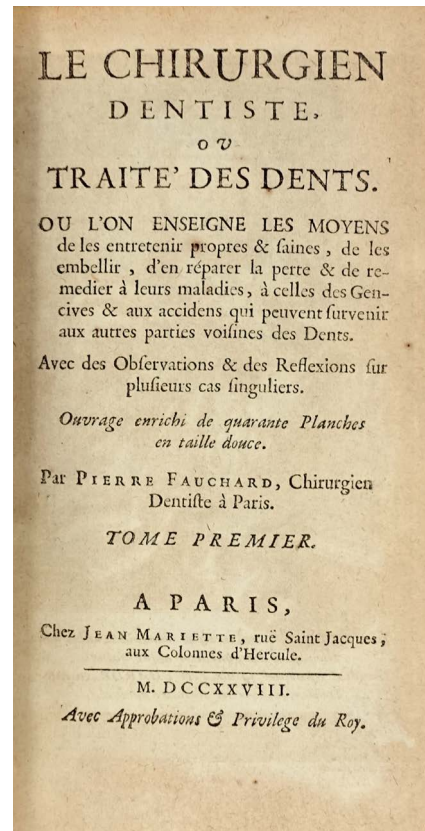 LE CHIRURGIEN
DENTISTE,
OU
TRAITE' DES DENTS.
OU L'ON ENSEIGNE LES MOYENS
de les entretenir propres & ſaines, de les
embellir, d'en réparer la perte & de re-
medier à leurs maladies, à celles des Gen-
cives & aux accidens qui peuvent ſurvenir
aux autres parties voiſines des Dents.
Avec des Obſervations & des Reflexions ſur
pluſieurs cas ſinguliers.
Ouvrage enrichi de quarante Planches
en taille douce.
Par PIERRE FAUCHARD, Chirurgien
Dentiſte à Paris.
TOME PREMIER.
A PARIS,
Chez JEAN MARIETTE, ruë Saint Jacques,
aux Colonnes d'Hercule.
M. DCCXXVIII.
Avec Approbations & Privilege du Roy.